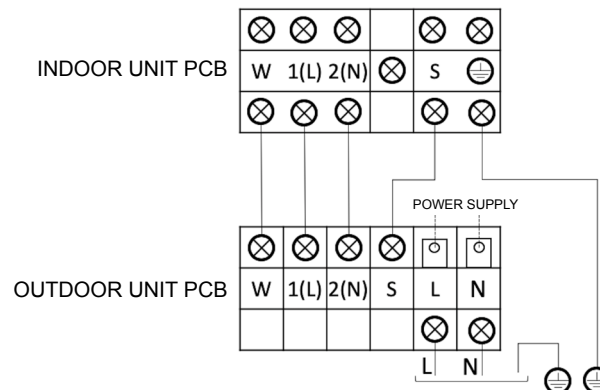 INDOOR UNIT PCB
W 1(L) 2(N) S
POWER SUPPLY
OUTDOOR UNIT PCB
W 1(L) 2(N) S L N
L N